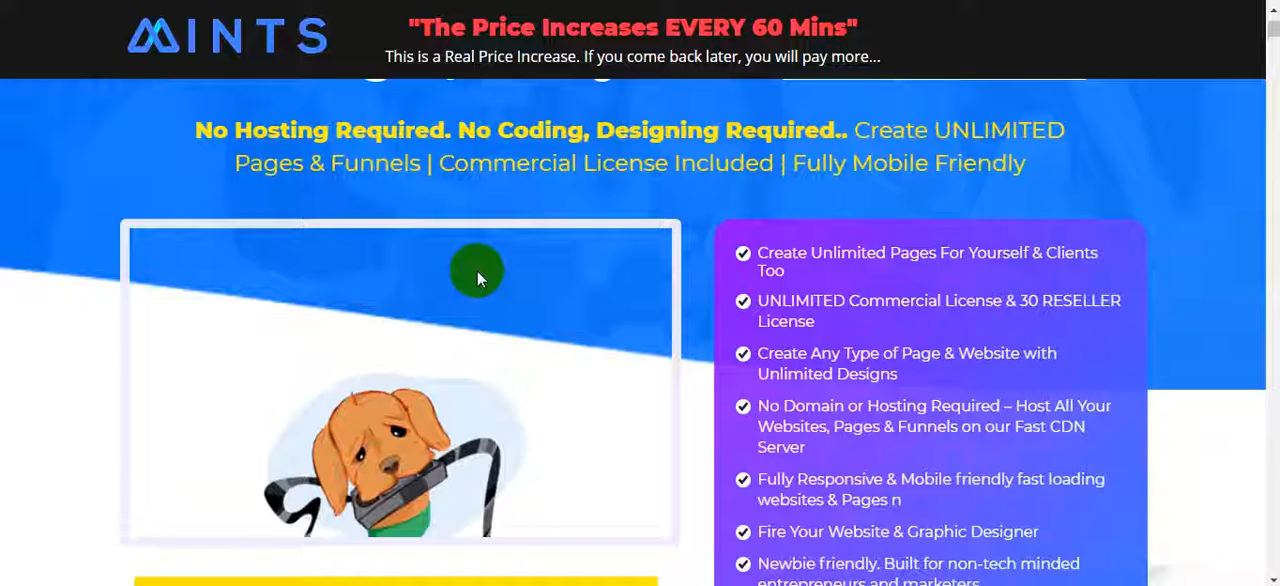 MINTS
"The Price Increases EVERY 60 Mins"
This is a Real Price Increase. If you come back later, you will pay more...
No Hosting Required. No Coding, Designing Required.. Create UNLIMITED
Pages & Funnels | Commercial License Included | Fully Mobile Friendly
Create Unlimited Pages For Yourself & Clients
Too
UNLIMITED Commercial License & 30 RESELLER
License
Create Any Type of Page & Website with
Unlimited Designs
No Domain or Hosting Required – Host All Your
Websites, Pages & Funnels on our Fast CDN
Server
Fully Responsive & Mobile friendly fast loading
websites & Pages n
Fire Your Website & Graphic Designer
Newbie friendly. Built for non-tech minded
entrepreneurs and marketers